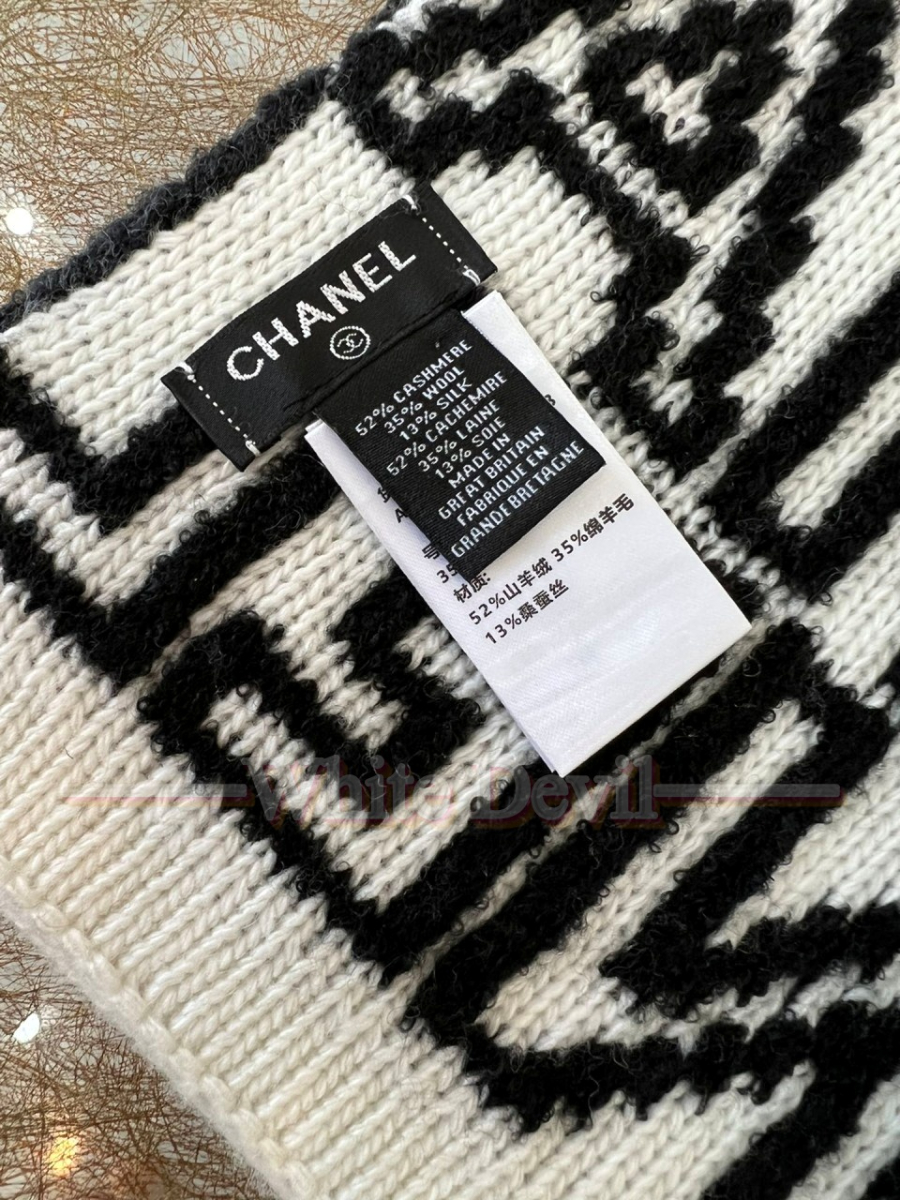 CHANEL
52% CASHMERE
35% WOOL
13% SILK
52% CACHEMIRE
35% LAINE
13% SOIE
MADE IN
GREAT BRITAIN
FABRIQUE EN
GRANDE BRETAGNE
材质:
52%山羊羢 35%绵羊毛
13%桑蚕丝
White Devil